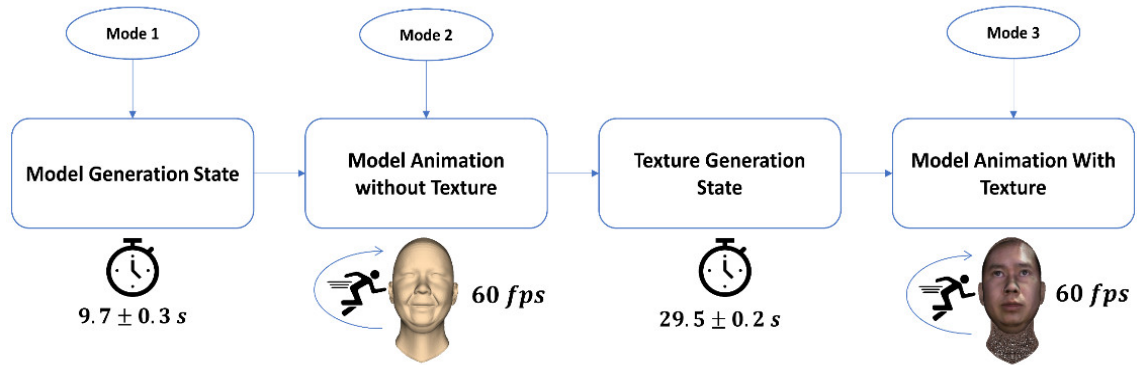 Mode 1
Mode 2
Mode 3
Model Generation State
Model Animation
without Texture
Texture Generation
State
Model Animation With
Texture
9.7 ± 0.3 s
60 fps
29.5 ± 0.2 s
60 fps